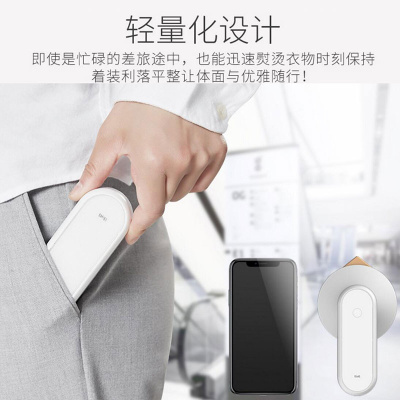 轻量化设计
即使是忙碌的差旅途中，也能迅速熨烫衣物时刻保持
着装利落平整让体面与优雅随行！